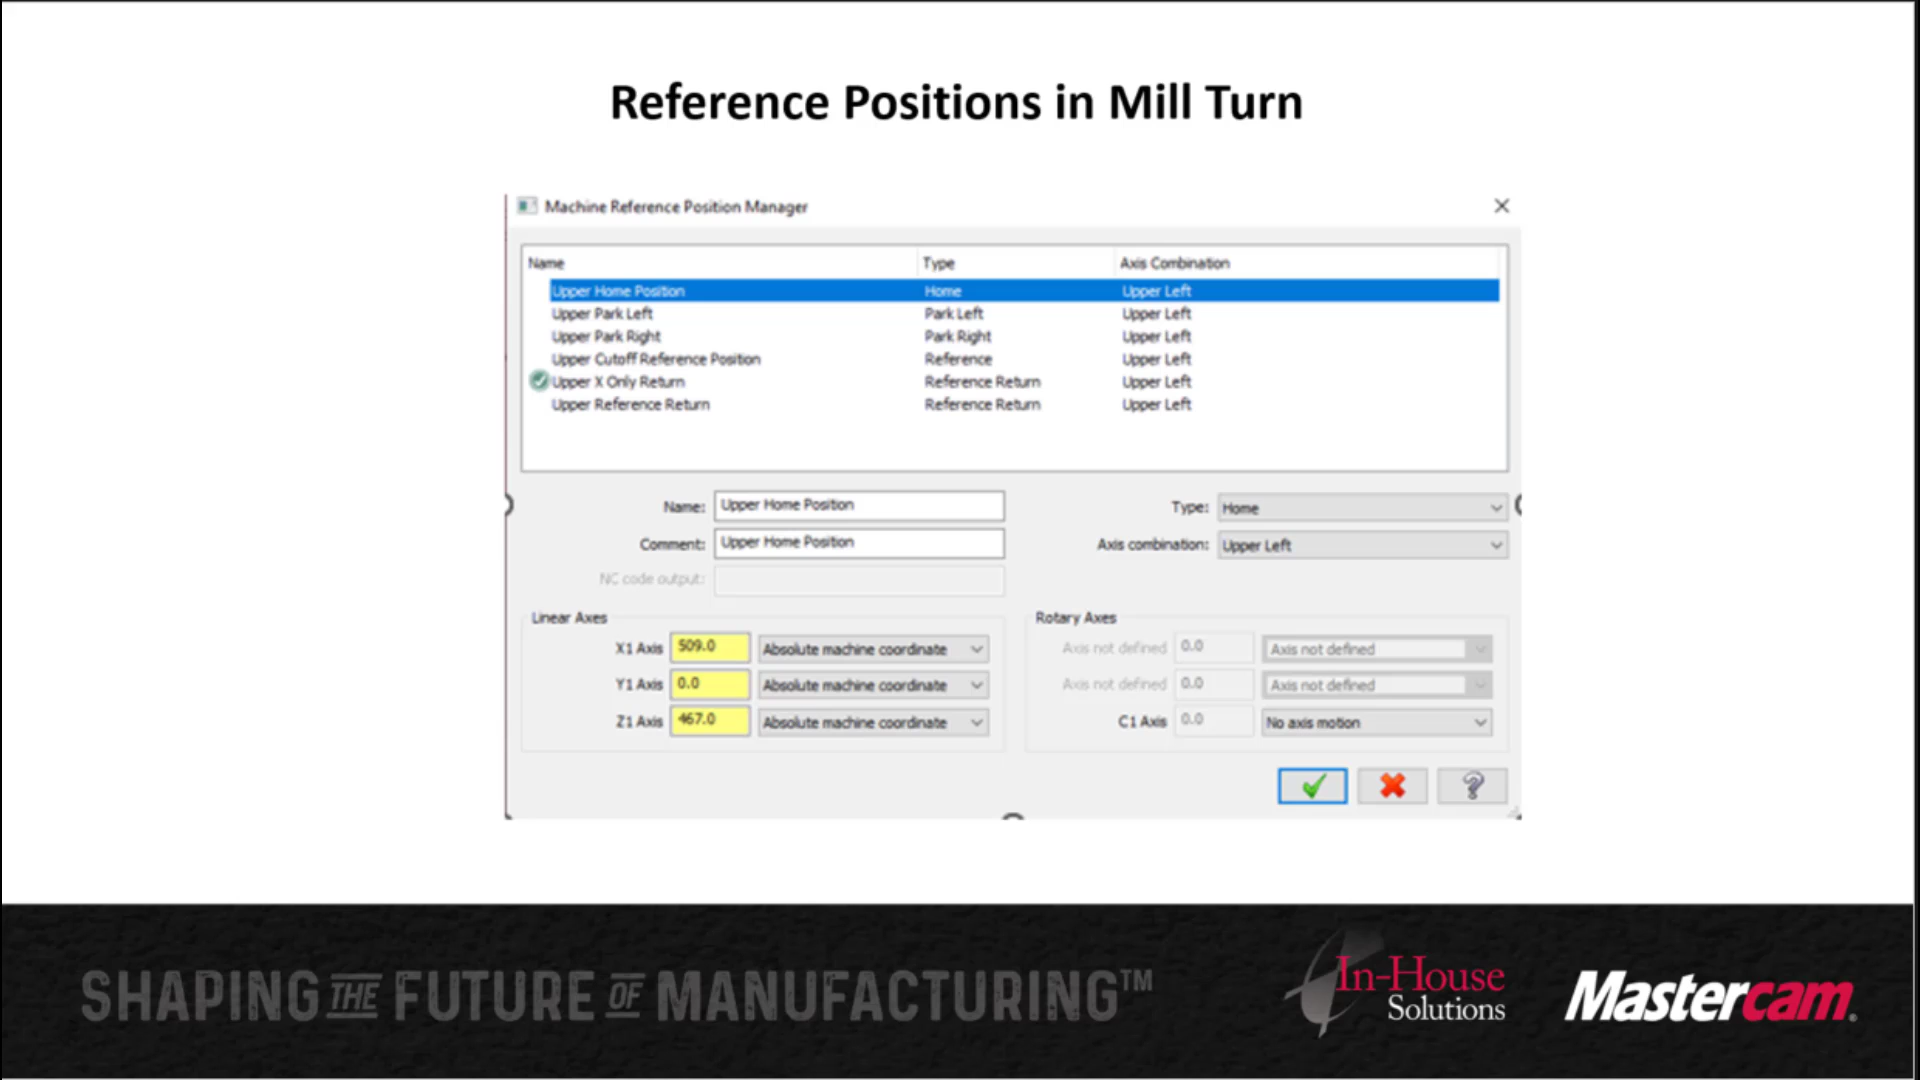 Reference Positions in Mill Turn
Machine Reference Position Manager
Name Type Axis Combination
Upper Home Position Home Upper Left
Upper Park Left Park Left Upper Left
Upper Park Right Park Right Upper Left
Upper Cutoff Reference Position Reference Upper Left
Upper X Only Return Reference Return Upper Left
Upper Reference Return Reference Return Upper Left
Name: Upper Home Position Type: Home
Comment: Upper Home Position Axis combination: Upper Left
NC code output:
Linear Axes Rotary Axes
X1 Axis 509.0 Absolute machine coordinate Axis not defined 0.0 Axis not defined
Y1 Axis 0.0 Absolute machine coordinate Axis not defined 0.0 Axis not defined
Z1 Axis 467.0 Absolute machine coordinate C1 Axis 0.0 No axis motion
SHAPING THE FUTURE OF MANUFACTURING™
In-House
Solutions
Mastercam®